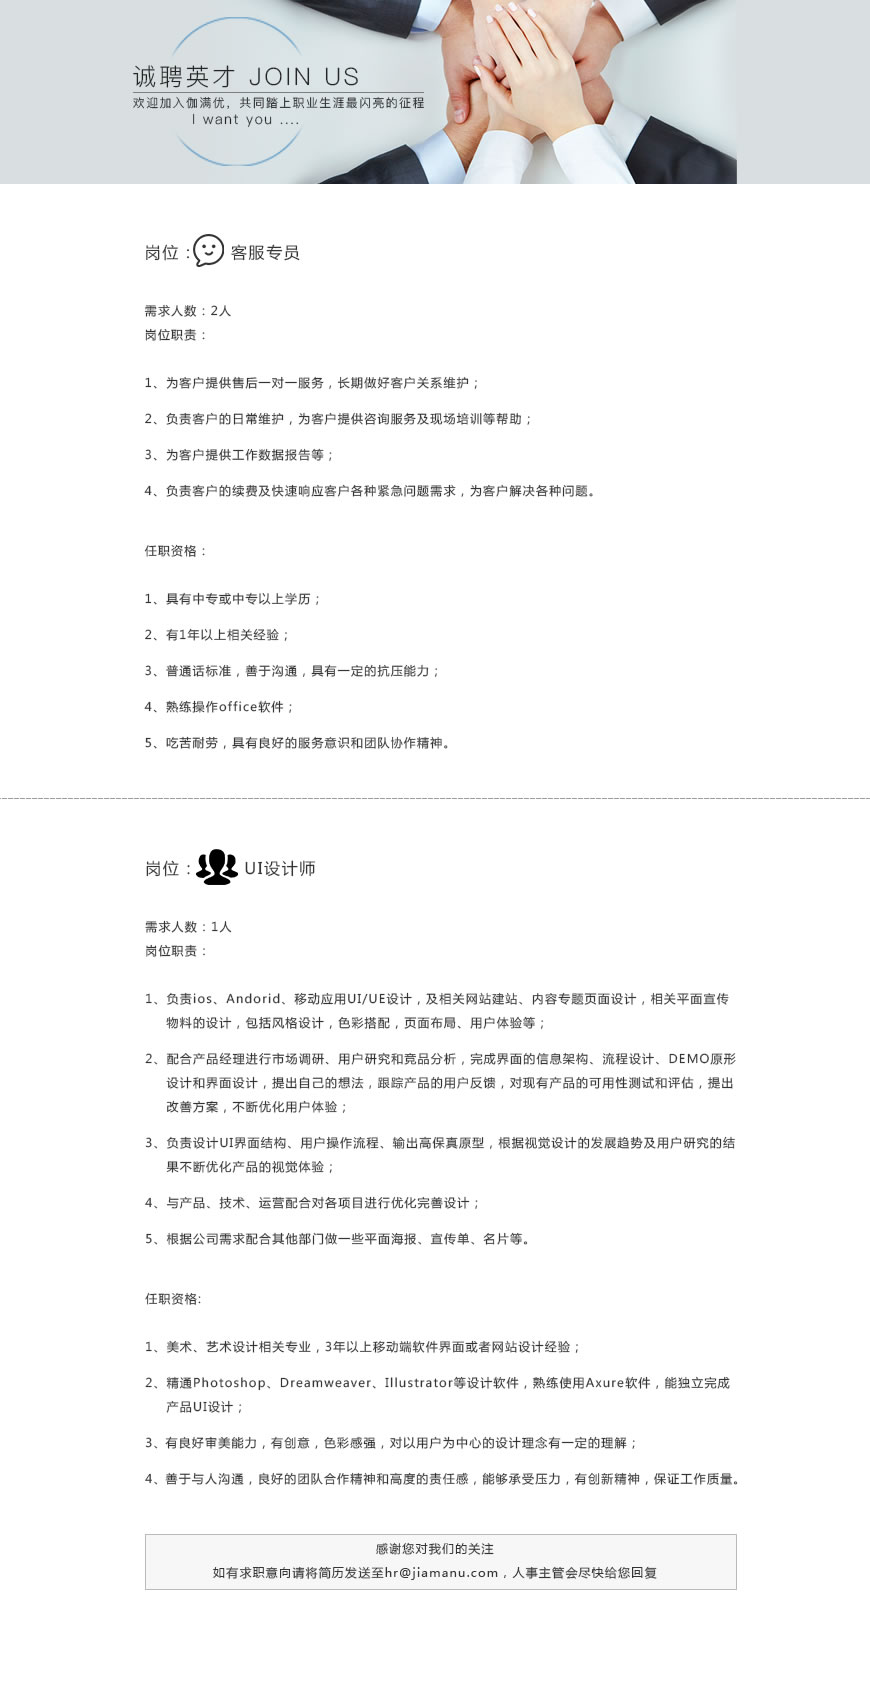 诚聘英才 JOIN US
欢迎加入伽满优，共同踏上职业生涯最闪亮的征程
I want you ....
岗位：客服专员
需求人数：2人
岗位职责：
1、为客户提供售后一对一服务，长期做好客户关系维护；
2、负责客户的日常维护，为客户提供咨询服务及现场培训等帮助；
3、为客户提供工作数据报告等；
4、负责客户的续费及快速响应客户各种紧急问题需求，为客户解决各种问题。
任职资格：
1、具有中专或中专以上学历；
2、有1年以上相关经验；
3、普通话标准，善于沟通，具有一定的抗压能力；
4、熟练操作office软件；
5、吃苦耐劳，具有良好的服务意识和团队协作精神。
岗位：UI设计师
需求人数：1人
岗位职责：
1、负责ios、Andorid、移动应用UI/UE设计，及相关网站建站、内容专题页面设计，相关平面宣传
物料的设计，包括风格设计，色彩搭配，页面布局、用户体验等；
2、配合产品经理进行市场调研、用户研究和竞品分析，完成界面的信息架构、流程设计、DEMO原形
设计和界面设计，提出自己的想法，跟踪产品的用户反馈，对现有产品的可用性测试和评估，提出
改善方案，不断优化用户体验；
3、负责设计UI界面结构、用户操作流程、输出高保真原型，根据视觉设计的发展趋势及用户研究的结
果不断优化产品的视觉体验；
4、与产品、技术、运营配合对各项目进行优化完善设计；
5、根据公司需求配合其他部门做一些平面海报、宣传单、名片等。
任职资格:
1、美术、艺术设计相关专业，3年以上移动端软件界面或者网站设计经验；
2、精通Photoshop、Dreamweaver、Illustrator等设计软件，熟练使用Axure软件，能独立完成
产品UI设计；
3、有良好审美能力，有创意，色彩感强，对以用户为中心的设计理念有一定的理解；
4、善于与人沟通，良好的团队合作精神和高度的责任感，能够承受压力，有创新精神，保证工作质量。
感谢您对我们的关注
如有求职意向请将简历发送至hr@jiamanu.com，人事主管会尽快给您回复